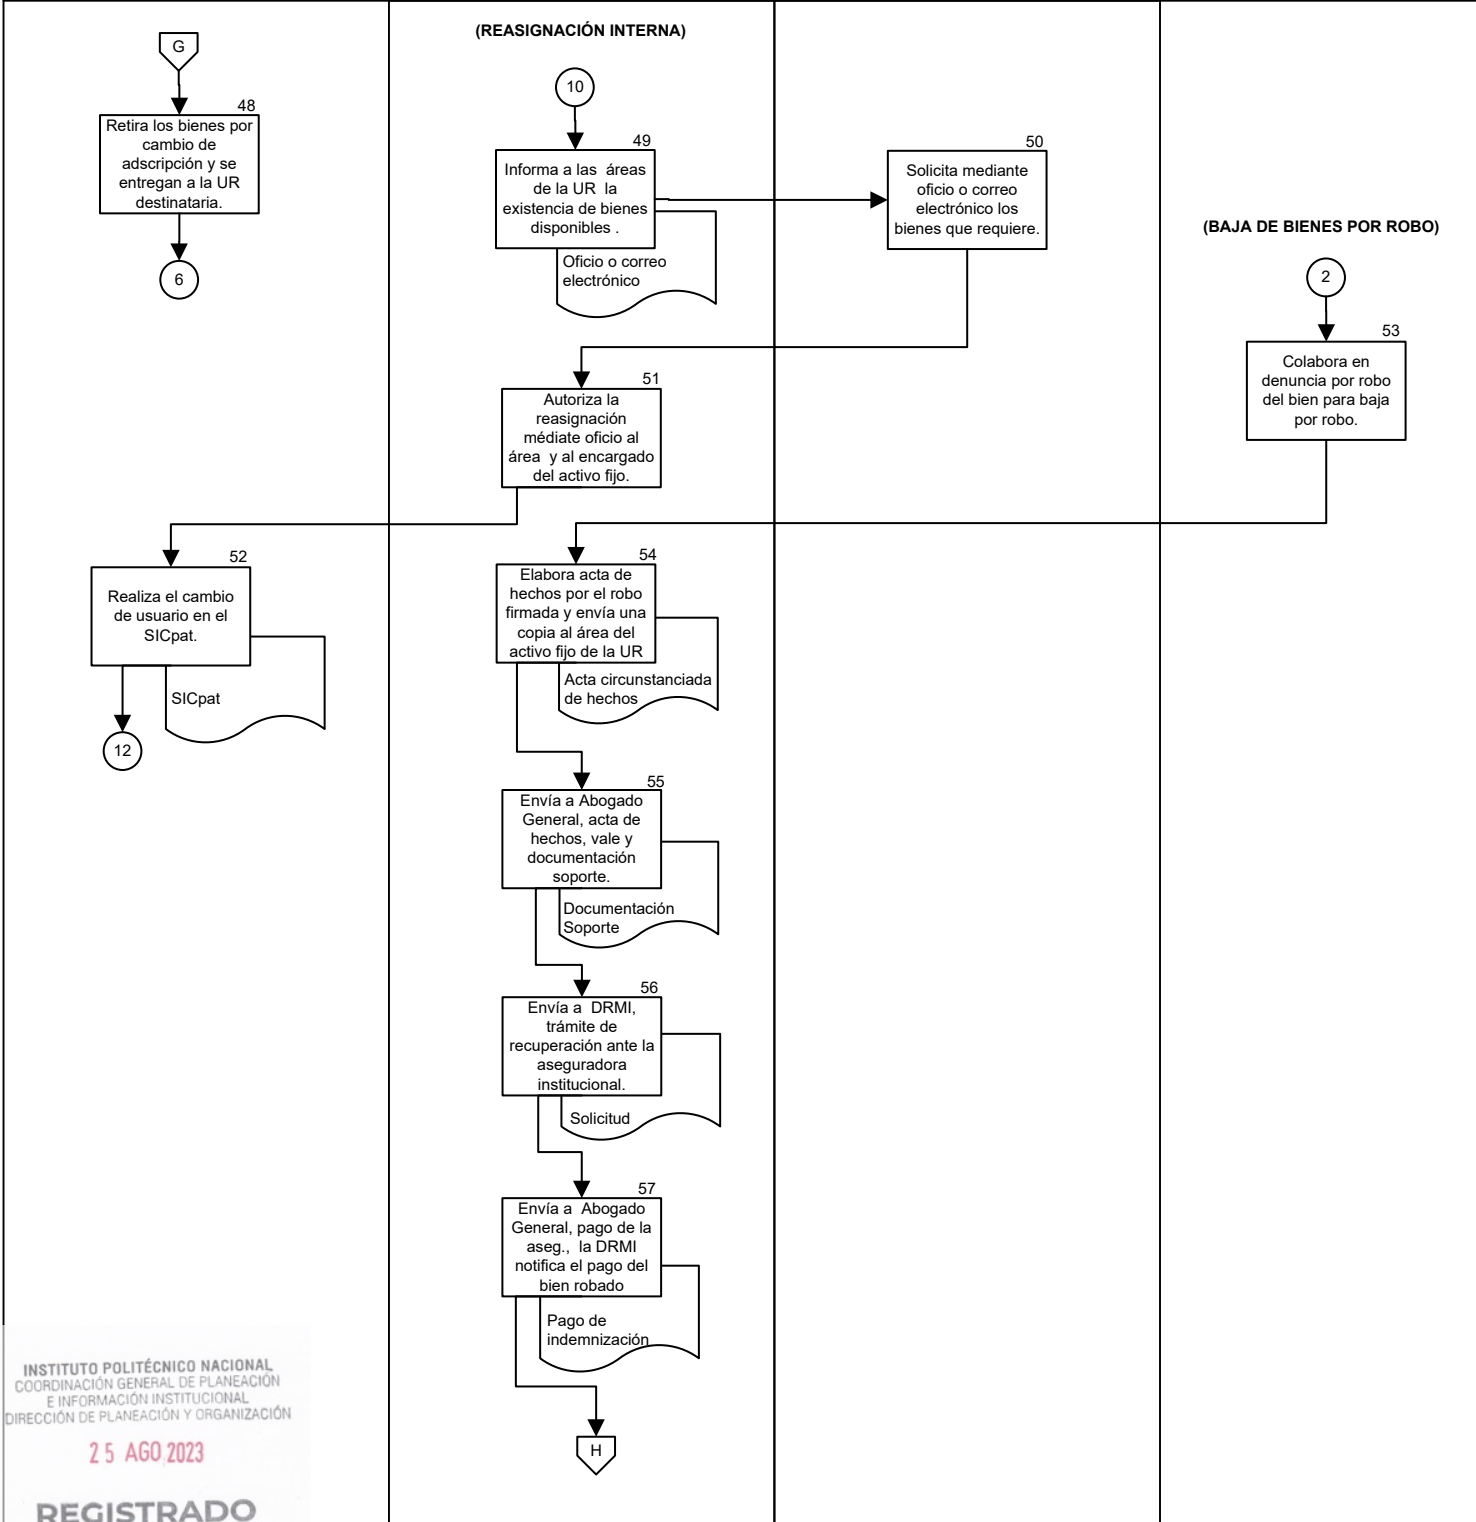 G
48
Retira los bienes por
cambio de
adscripción y se
entregan a la UR
destinataria.
6
(REASIGNACIÓN INTERNA)
10
49
Informa a las áreas
de la UR la
existencia de bienes
disponibles .
Oficio o correo
electrónico
50
Solicita mediante
oficio o correo
electrónico los
bienes que requiere.
(BAJA DE BIENES POR ROBO)
2
53
Colabora en
denuncia por robo
del bien para baja
por robo.
51
Autoriza la
reasignación
médiate oficio al
área y al encargado
del activo fijo.
52
Realiza el cambio
de usuario en el
SICpat.
SICpat
12
54
Elabora acta de
hechos por el robo
firmada y envía una
copia al área del
activo fijo de la UR
Acta circunstanciada
de hechos
55
Envía a Abogado
General, acta de
hechos, vale y
documentación
soporte.
Documentación
Soporte
56
Envía a DRMI,
trámite de
recuperación ante la
aseguradora
institucional.
Solicitud
57
Envía a Abogado
General, pago de la
aseg., la DRMI
notifica el pago del
bien robado
Pago de
indemnización
H
INSTITUTO POLITÉCNICO NACIONAL
COORDINACIÓN GENERAL DE PLANEACIÓN
E INFORMACIÓN INSTITUCIONAL
DIRECCIÓN DE PLANEACIÓN Y ORGANIZACIÓN
25 AGO 2023
REGISTRADO